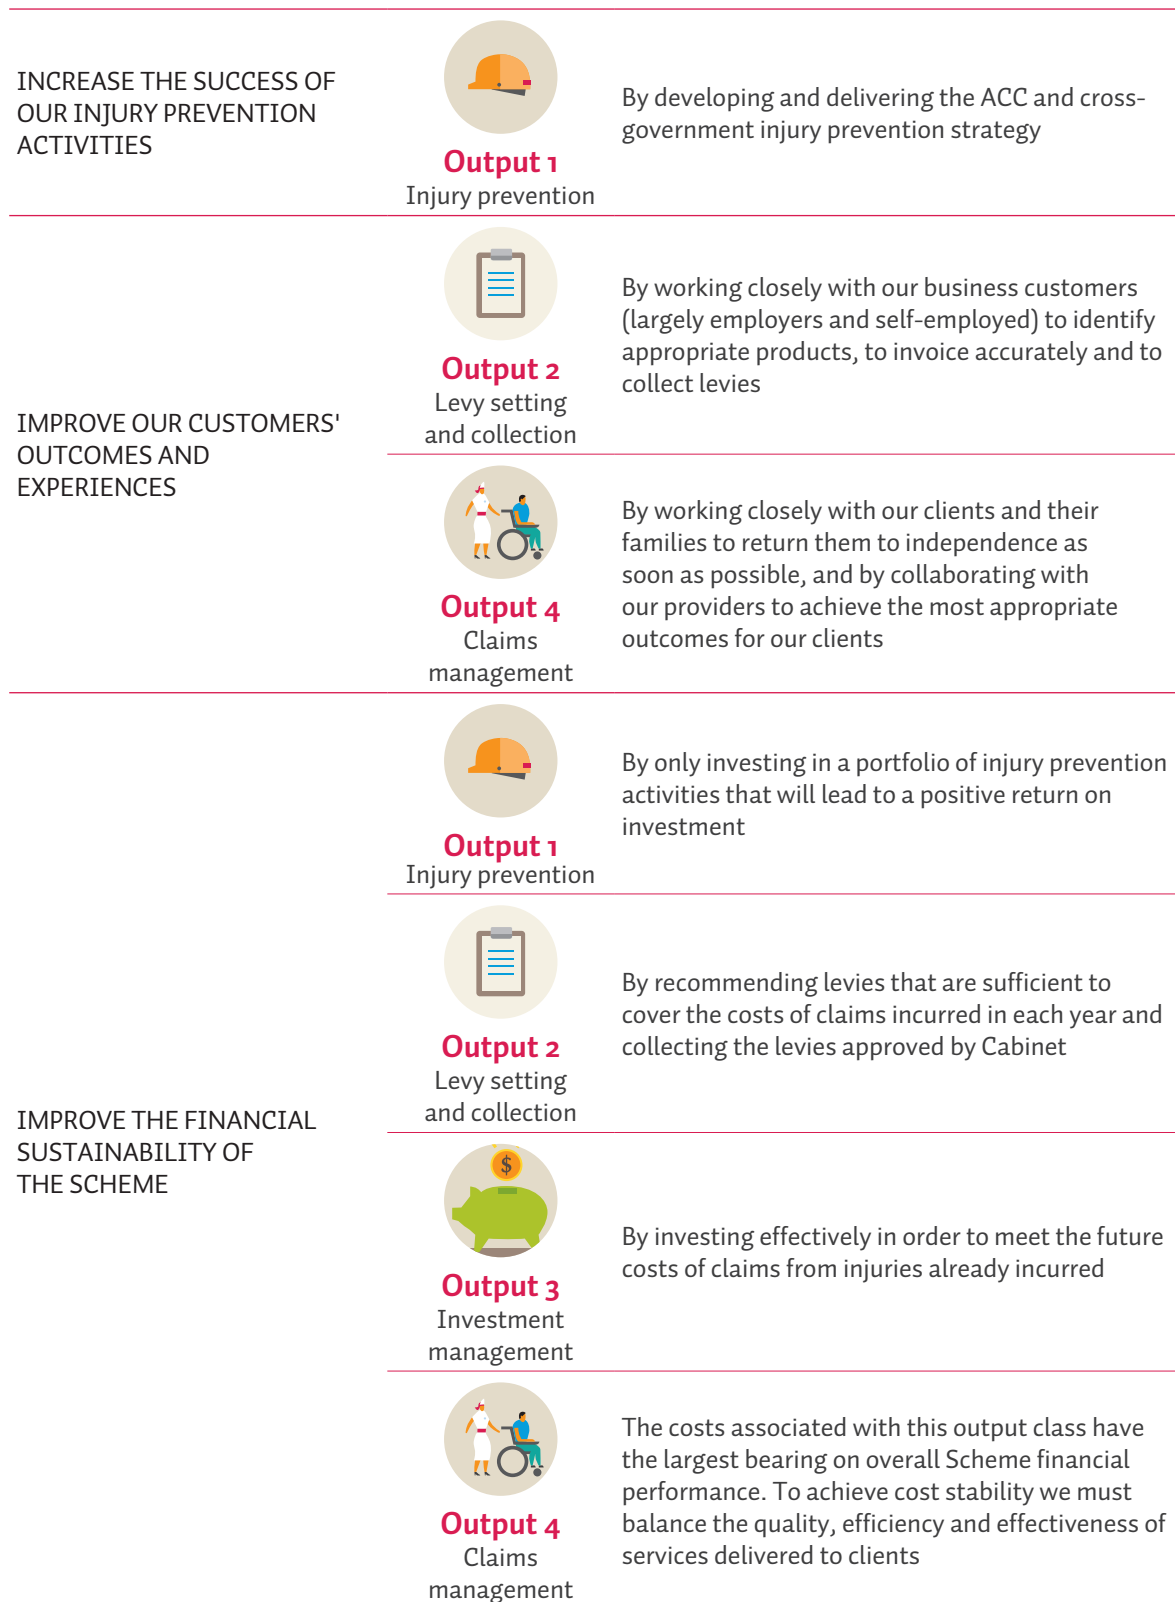 INCREASE THE SUCCESS OF
OUR INJURY PREVENTION
ACTIVITIES
Output 1
Injury prevention
By developing and delivering the ACC and cross-
government injury prevention strategy
IMPROVE OUR CUSTOMERS'
OUTCOMES AND
EXPERIENCES
Output 2
Levy setting
and collection
By working closely with our business customers
(largely employers and self-employed) to identify
appropriate products, to invoice accurately and to
collect levies
Output 4
Claims
management
By working closely with our clients and their
families to return them to independence as
soon as possible, and by collaborating with
our providers to achieve the most appropriate
outcomes for our clients
IMPROVE THE FINANCIAL
SUSTAINABILITY OF
THE SCHEME
Output 1
Injury prevention
By only investing in a portfolio of injury prevention
activities that will lead to a positive return on
investment
Output 2
Levy setting
and collection
By recommending levies that are sufficient to
cover the costs of claims incurred in each year and
collecting the levies approved by Cabinet
$
Output 3
Investment
management
By investing effectively in order to meet the future
costs of claims from injuries already incurred
Output 4
Claims
management
The costs associated with this output class have
the largest bearing on overall Scheme financial
performance. To achieve cost stability we must
balance the quality, efficiency and effectiveness of
services delivered to clients